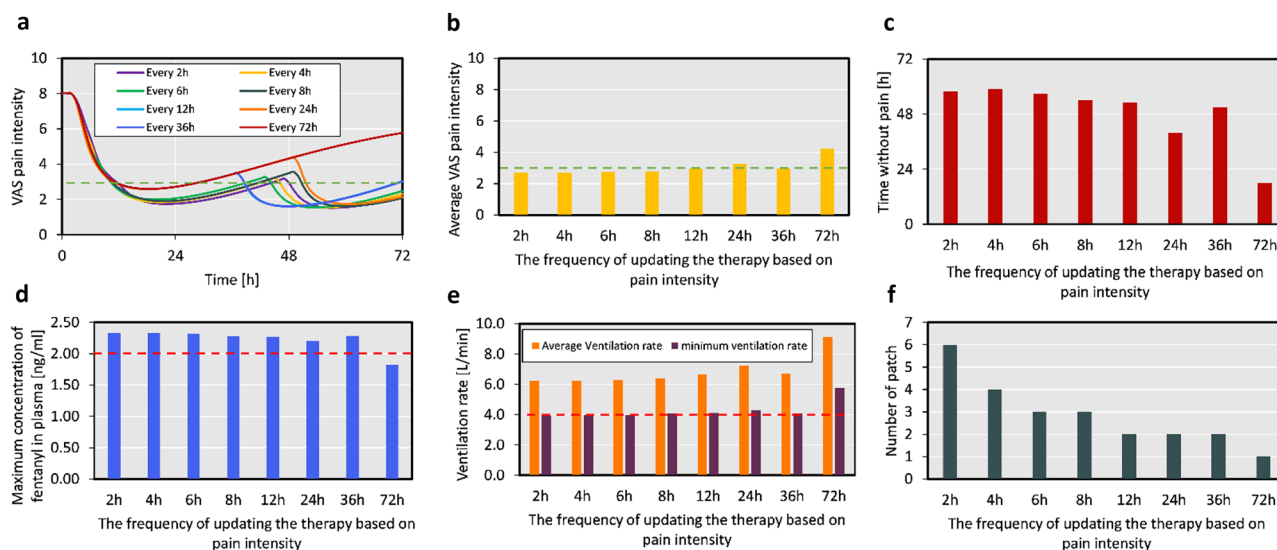 a
VAS pain intensity
10
8
6
4
2
0
Every 2h
Every 4h
Every 6h
Every 8h
Every 12h
Every 24h
Every 36h
Every 72h
0 24 48 72
Time [h]
b
Average VAS pain intensity
10
8
6
4
2
0
2h 4h 6h 8h 12h 24h 36h 72h
The frequency of updating the therapy based on
pain intensity
c
Time without pain [h]
72
48
24
0
2h 4h 6h 8h 12h 24h 36h 72h
The frequency of updating the therapy based on
pain intensity
d
Maximum concentration of
fentanyl in plasma [ng/ml]
2.50
2.00
1.50
1.00
0.50
0.00
2h 4h 6h 8h 12h 24h 36h 72h
The frequency of updating the therapy based on
pain intensity
e
Ventilation rate [L/min]
10.0
8.0
6.0
4.0
2.0
0.0
Average Ventilation rate
minimum ventilation rate
2h 4h 6h 8h 12h 24h 36h 72h
The frequency of updating the therapy based on
pain intensity
f
Number of patch
7
6
5
4
3
2
1
0
2h 4h 6h 8h 12h 24h 36h 72h
The frequency of updating the therapy based on
pain intensity